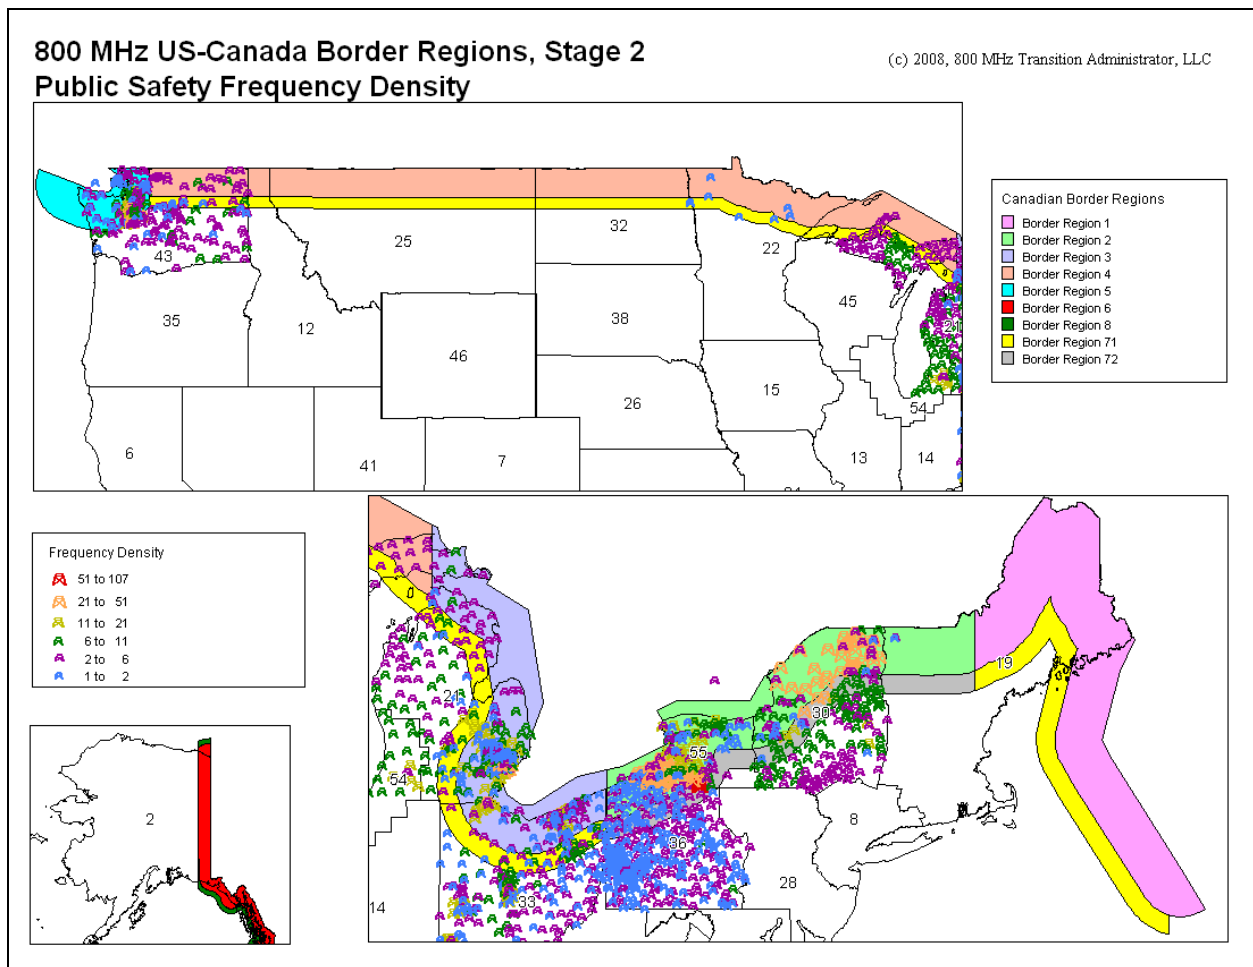 800 MHz US-Canada Border Regions, Stage 2
Public Safety Frequency Density
(c) 2008, 800 MHz Transition Administrator, LLC
43
35
12
25
46
32
38
26
22
45
15
21
54
6
41
7
13
14
Canadian Border Regions
Border Region 1
Border Region 2
Border Region 3
Border Region 4
Border Region 5
Border Region 6
Border Region 8
Border Region 71
Border Region 72
Frequency Density
51 to 107
21 to 51
11 to 21
6 to 11
2 to 6
1 to 2
19
21
30
55
54
8
36
28
33
14
2